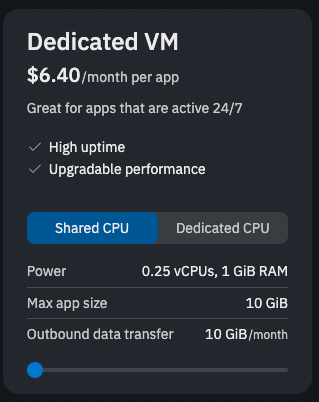 Dedicated VM
$6.40/month per app
Great for apps that are active 24/7
High uptime
Upgradable performance
Shared CPU Dedicated CPU
Power 0.25 vCPUs, 1 GiB RAM
Max app size 10 GiB
Outbound data transfer 10 GiB/month